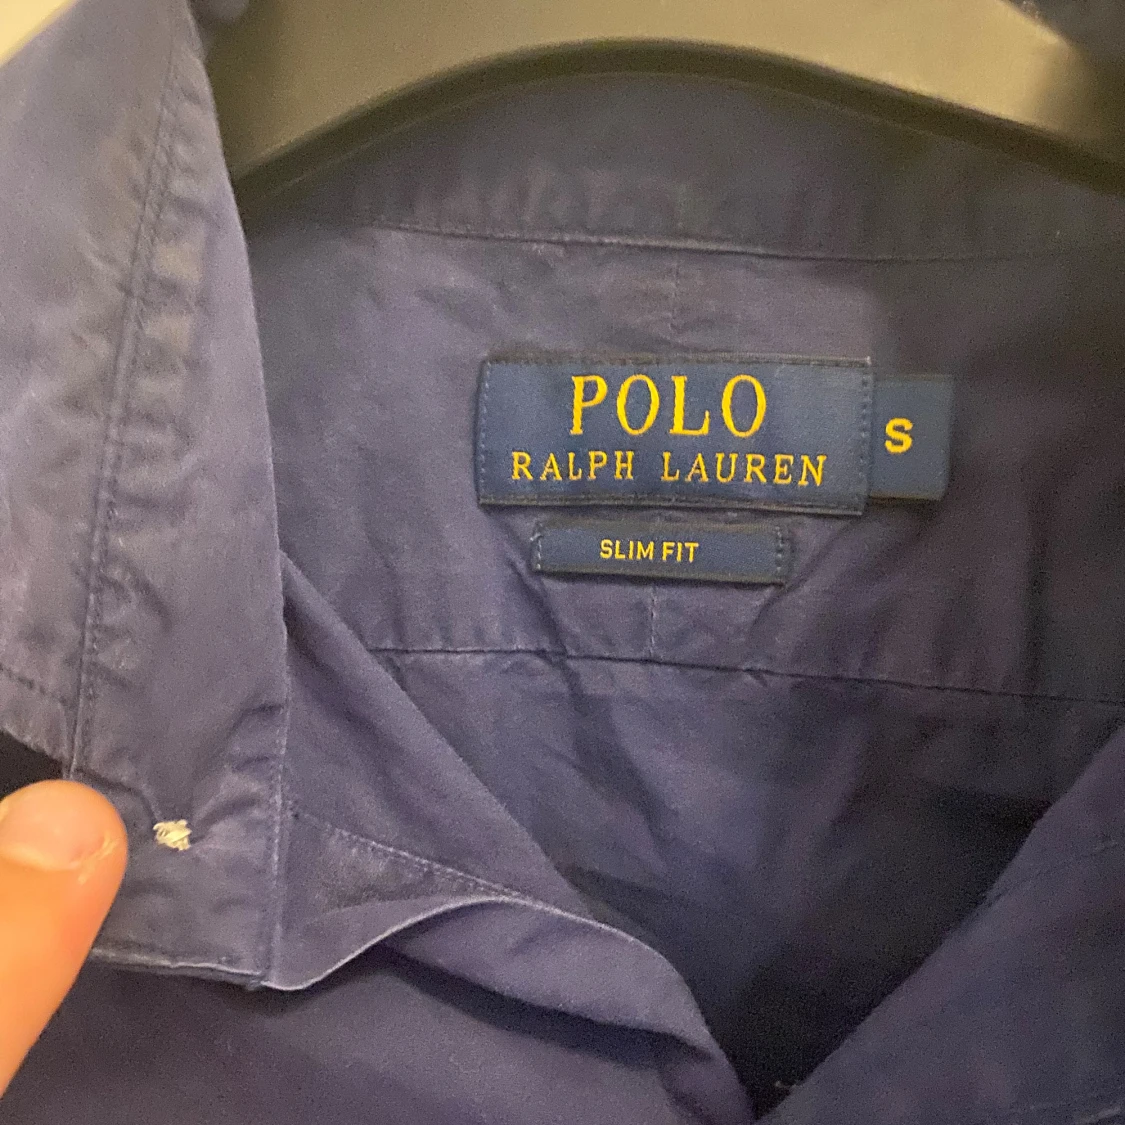 POLO
RALPH LAUREN
S
SLIM FIT